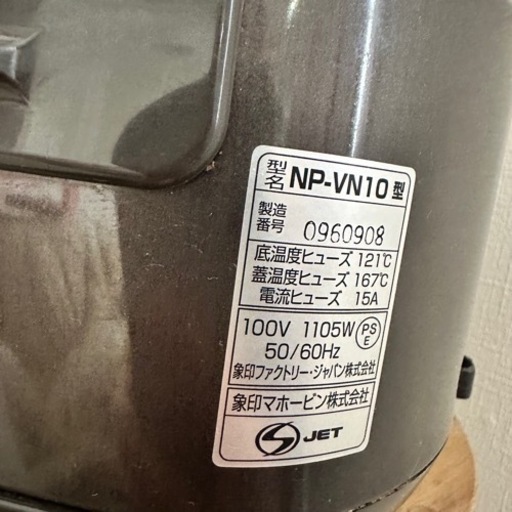 型名 NP-VN10 型
製造番号 0960908
底温度ヒューズ 121℃
蓋温度ヒューズ 167℃
電流ヒューズ 15A
100V 1105W PSE
50/60Hz
象印ファクトリー・ジャパン株式会社
象印マホービン株式会社
S JET